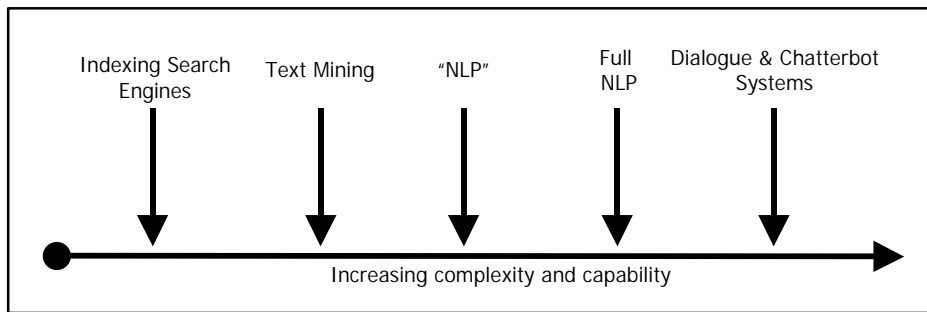 Indexing Search
Engines
Text Mining
“NLP”
Full
NLP
Dialogue & Chatterbot
Systems
Increasing complexity and capability